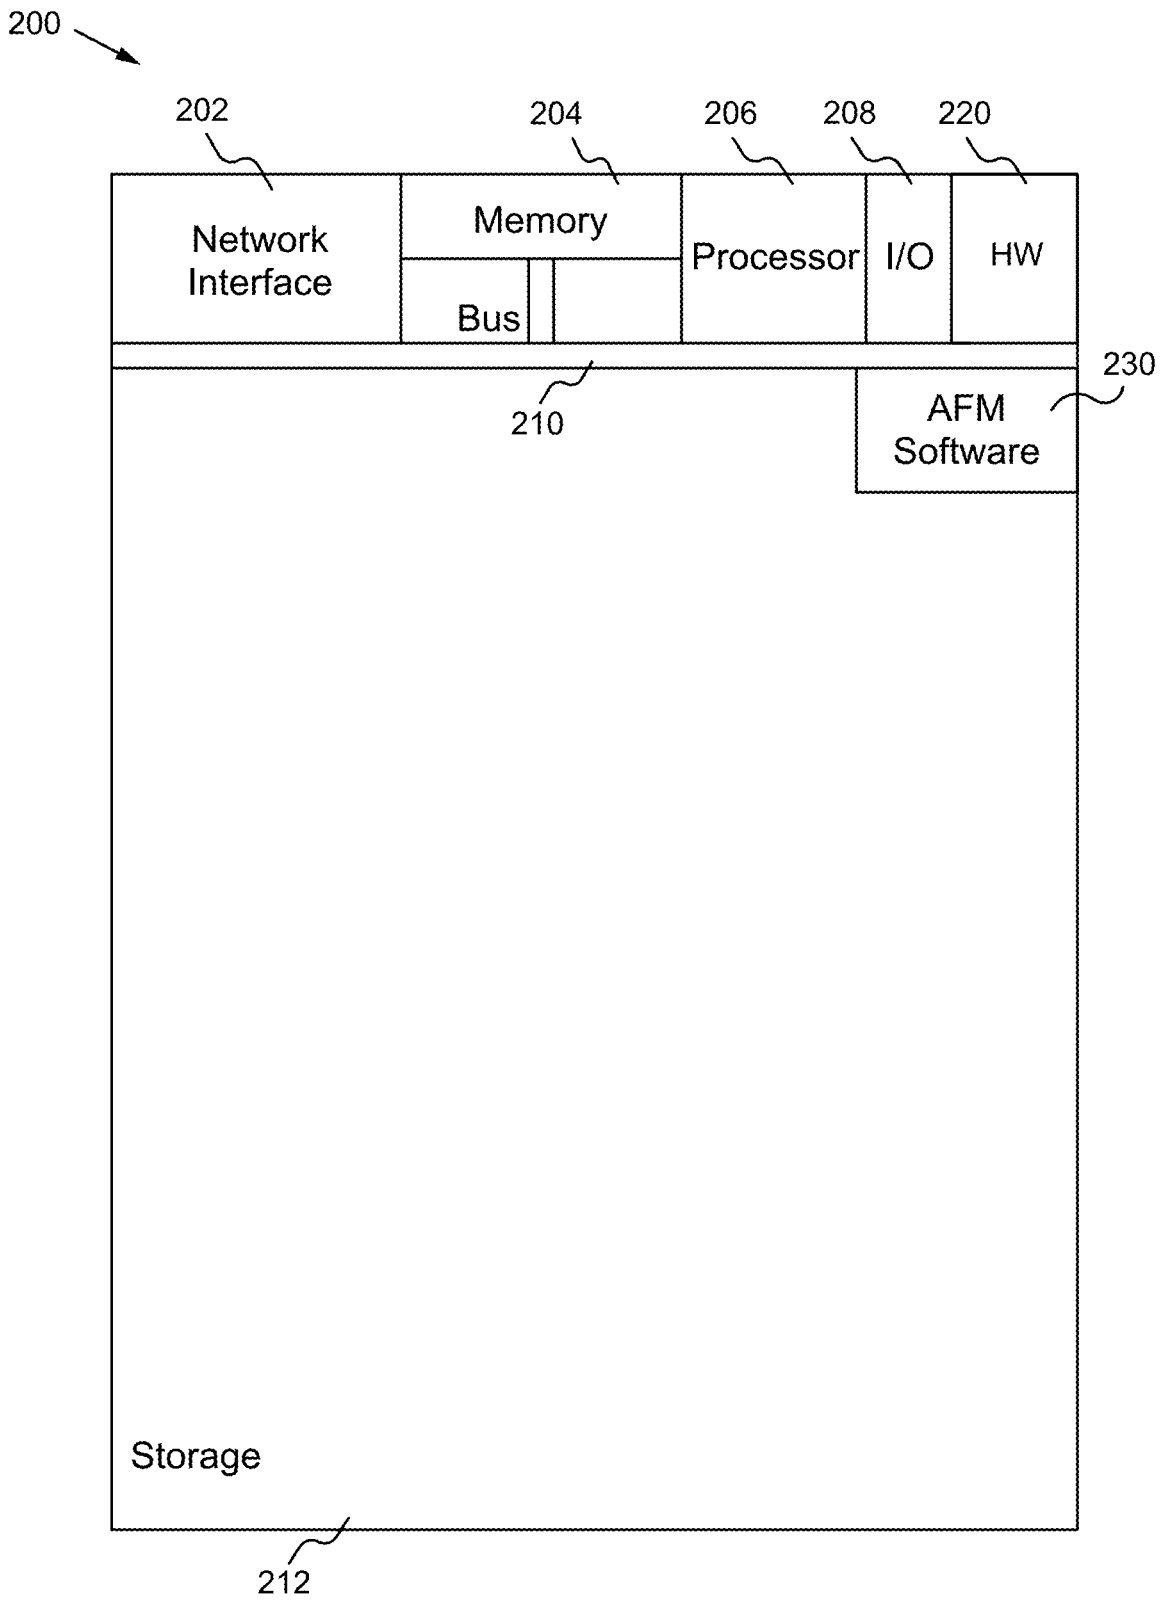 200
202
204
206
208
220
Network
Interface
Memory
Processor
I/O
HW
Bus
230
210
AFM
Software
Storage
212